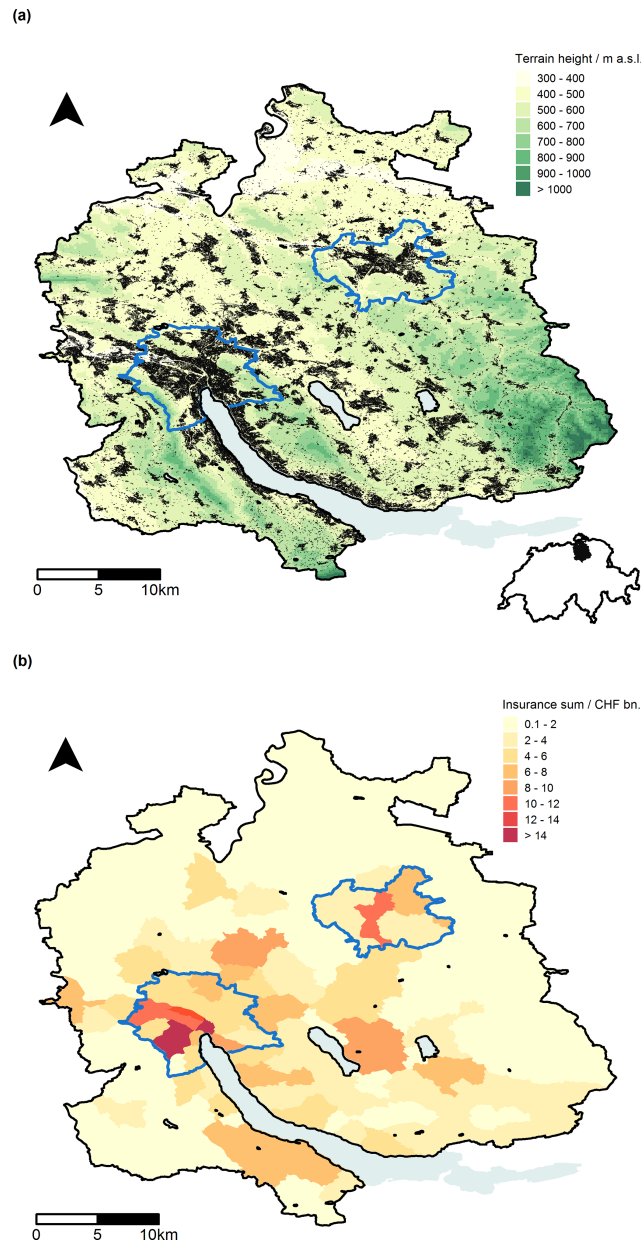 (a)
Terrain height / m a.s.l.
300 - 400
400 - 500
500 - 600
600 - 700
700 - 800
800 - 900
900 - 1000
> 1000
0 5 10km
(b)
Insurance sum / CHF bn.
0.1 - 2
2 - 4
4 - 6
6 - 8
8 - 10
10 - 12
12 - 14
> 14
0 5 10km